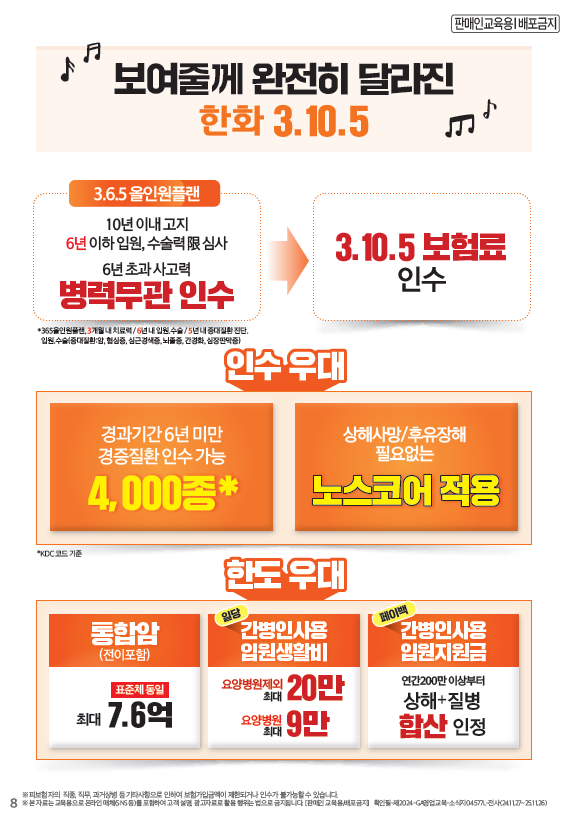 판매인교육용 | 배포금지
보여줄께 완전히 달라진
한화 3.10.5
3.6.5 올인원플랜
10년 이내 고지
6년 이하 입원, 수술력 限 심사
6년 초과 사고력
병력무관 인수
3.10.5 보험료
인수
*365올인원플랜, 3개월 내 치료력 / 6년 내 입원.수술 / 5년 내 중대질환 진단.
입원,수술(중대질환:암, 협심증, 심근경색증, 뇌졸증, 간경화, 심장판막증)
인수 우대
경과기간 6년 미만
경증질환 인수 가능
4,000종*
상해사망/후유장해
필요없는
노스코어 적용
*KDC 코드 기준
한도 우대
통합암
(전이포함)
표준체 동일
최대 7.6억
일당
간병인사용
입원생활비
요양병원제외
최대 20만
요양병원
최대 9만
페이백
간병인사용
입원지원금
연간200만 이상부터
상해+질병
합산 인정
※ 피보험자의 직종, 직무, 과거상병 등 기타사항으로 인하여 보험가입금액이 제한되거나 인수가 불가능할 수 있습니다.
8 ※ 본 자료는 교육용으로 온라인 매체(SNS 등)를 포함하여 고객 설명, 광고자료로 활용 행위는 법으로 금지됩니다. [판매인 교육용/배포금지] 확인필-제2024-GA영업교육-소식지04577L-전사(24.11.27~25.11.26)